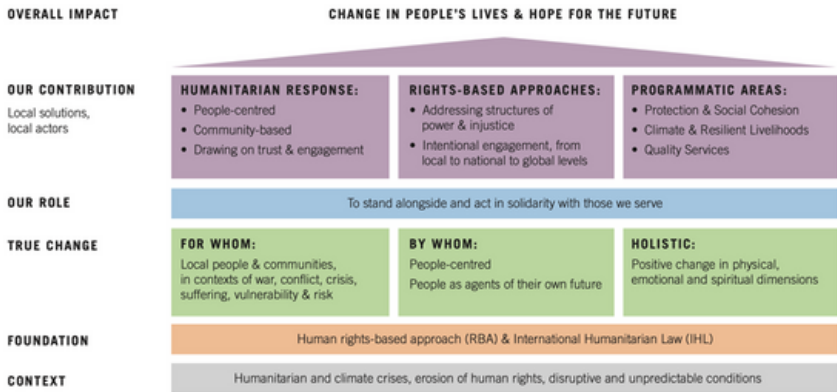 OVERALL IMPACT
CHANGE IN PEOPLE'S LIVES & HOPE FOR THE FUTURE
OUR CONTRIBUTION
Local solutions,
local actors
HUMANITARIAN RESPONSE:
• People-centred
• Community-based
• Drawing on trust & engagement
RIGHTS-BASED APPROACHES:
• Addressing structures of
power & injustice
• Intentional engagement, from
local to national to global levels
PROGRAMMATIC AREAS:
• Protection & Social Cohesion
• Climate & Resilient Livelihoods
• Quality Services
OUR ROLE
To stand alongside and act in solidarity with those we serve
TRUE CHANGE
FOR WHOM:
Local people & communities,
in contexts of war, conflict, crisis,
suffering, vulnerability & risk
BY WHOM:
People-centred
People as agents of their own future
HOLISTIC:
Positive change in physical,
emotional and spiritual dimensions
FOUNDATION
Human rights-based approach (RBA) & International Humanitarian Law (IHL)
CONTEXT
Humanitarian and climate crises, erosion of human rights, disruptive and unpredictable conditions